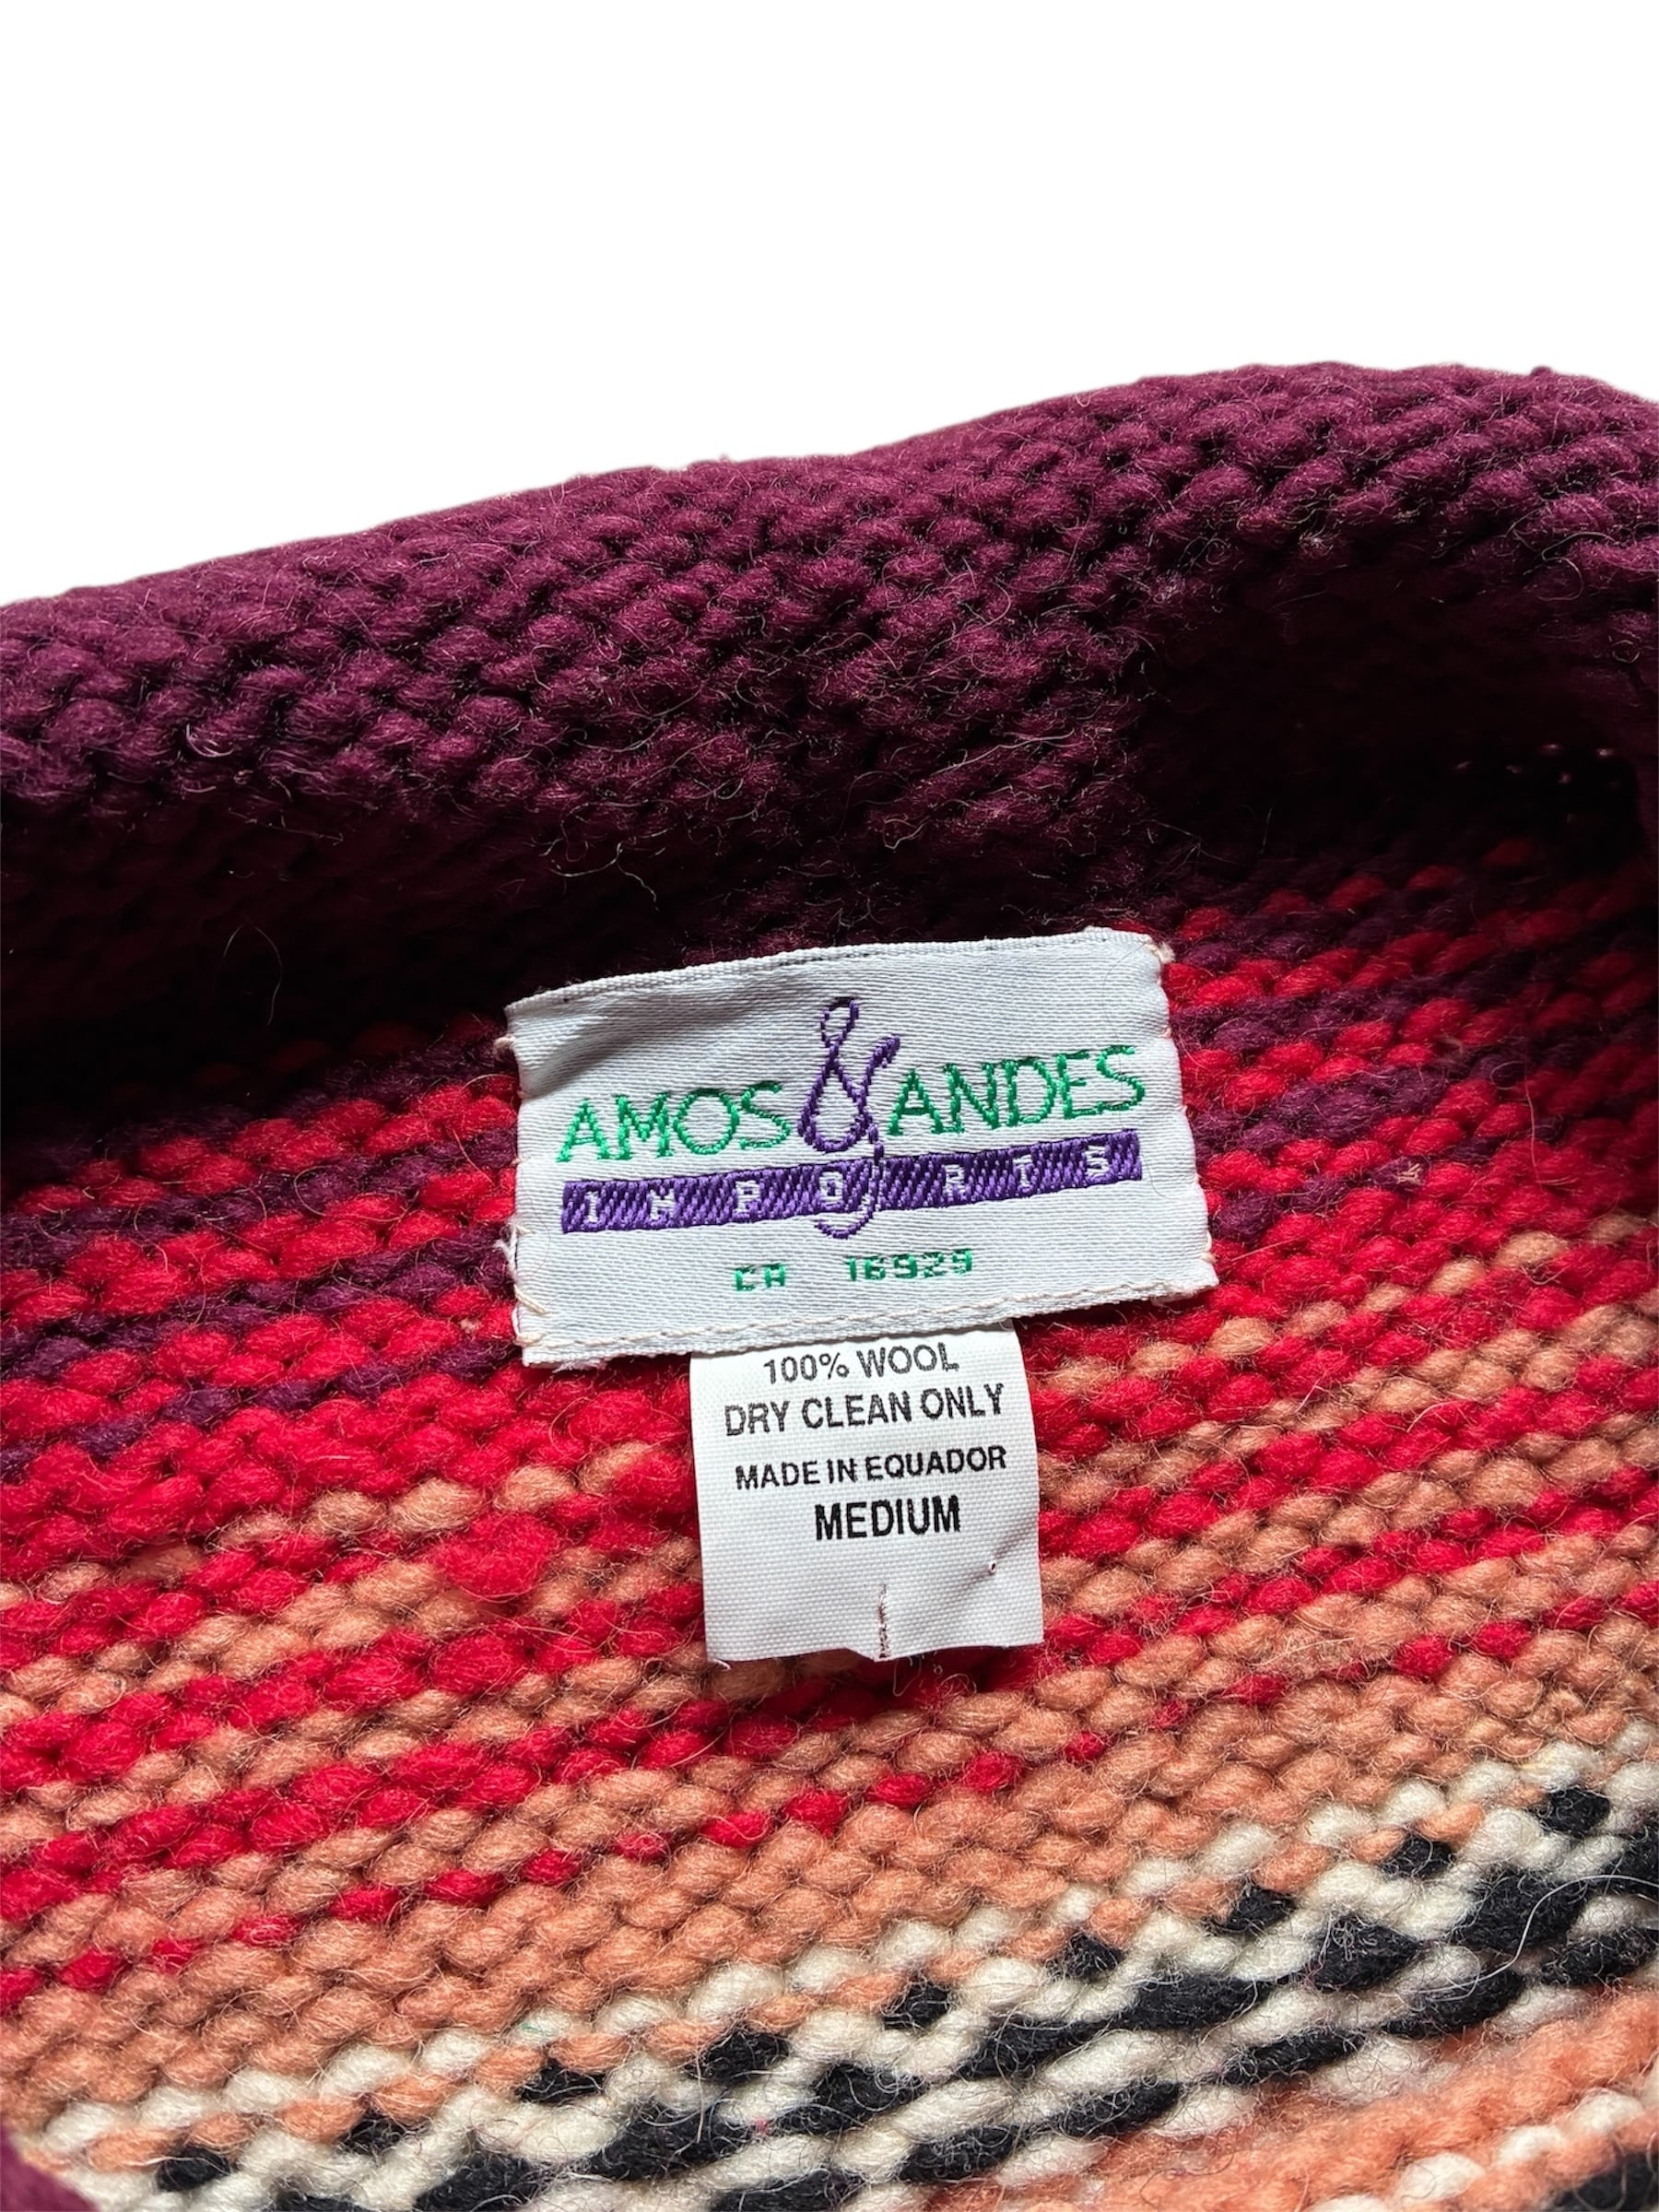 AMOS & ANDES
IMPORTS
CA 16929
100% WOOL
DRY CLEAN ONLY
MADE IN EQUADOR
MEDIUM